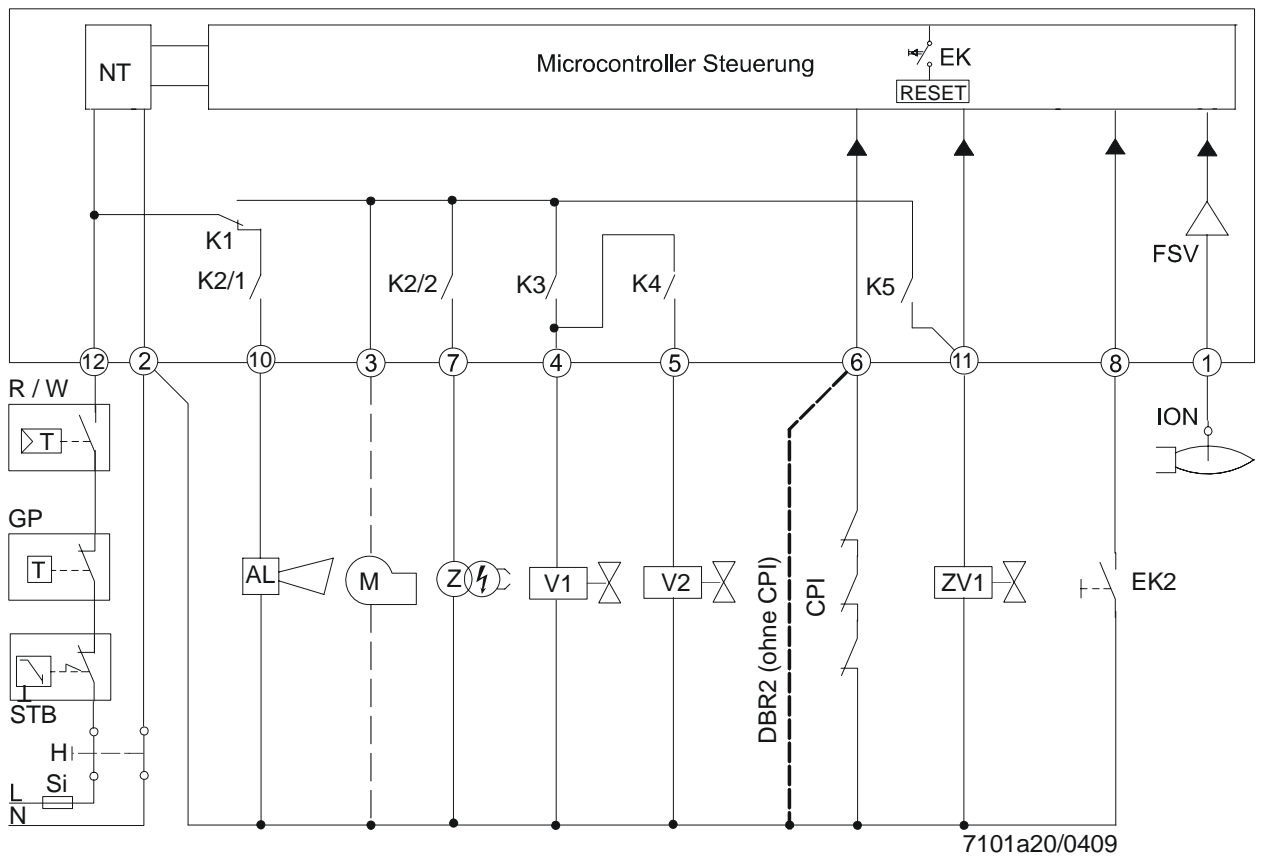 NT
Microcontroller Steuerung
EK
RESET
FSV
K1
K2/1
K2/2
K3
K4
K5
12
2
10
3
7
4
5
6
11
8
1
R / W
T
GP
T
STB
H
Si
L
N
AL
M
Z
V1
V2
DBR2 (ohne CPI)
CPI
ZV1
EK2
ION
7101a20/0409